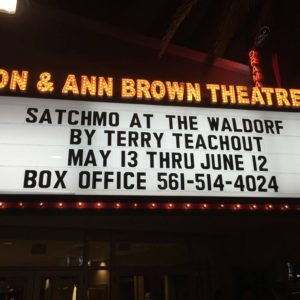 ON & ANN BROWN THEATRE
SATCHMO AT THE WALDORF
BY TERRY TEACHOUT
MAY 13 THRU JUNE 12
BOX OFFICE 561-514-4024